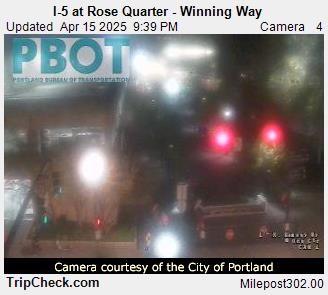 I-5 at Rose Quarter - Winning Way
Updated Apr 15 2025 9:39 PM Camera 4
PBOT
PORTLAND BUREAU OF TRANSPORTATION
Camera courtesy of the City of Portland
TripCheck.com Milepost302.00